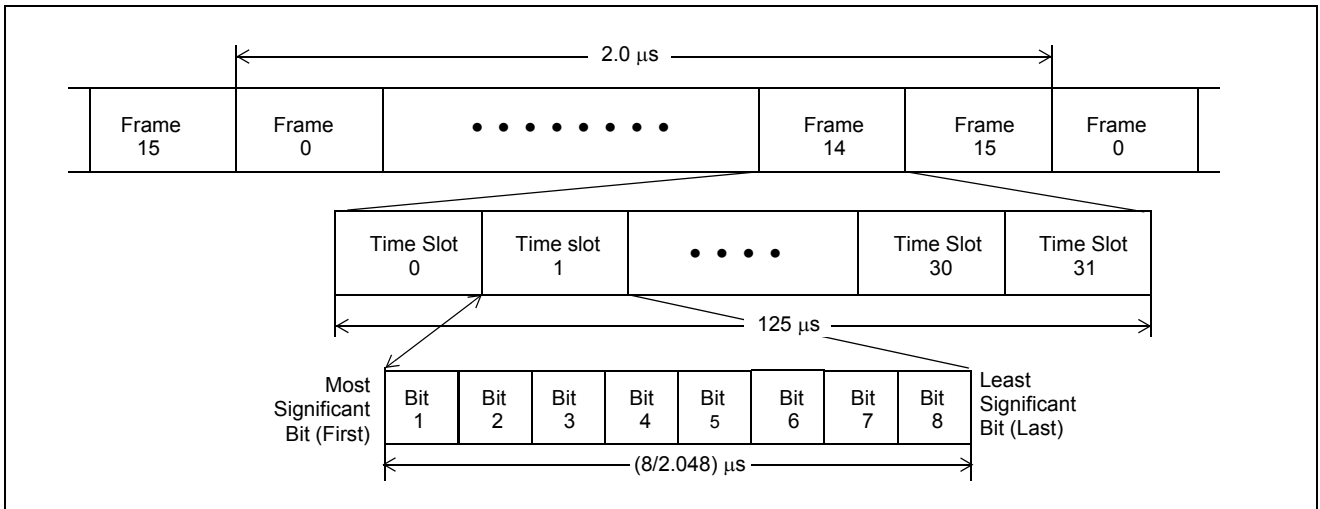 2.0 μs
Frame 15
Frame 0
Frame 14
Frame 15
Frame 0
Time Slot 0
Time slot 1
Time Slot 30
Time Slot 31
125 μs
Most Significant Bit (First)
Bit 1
Bit 2
Bit 3
Bit 4
Bit 5
Bit 6
Bit 7
Bit 8
Least Significant Bit (Last)
(8/2.048) μs